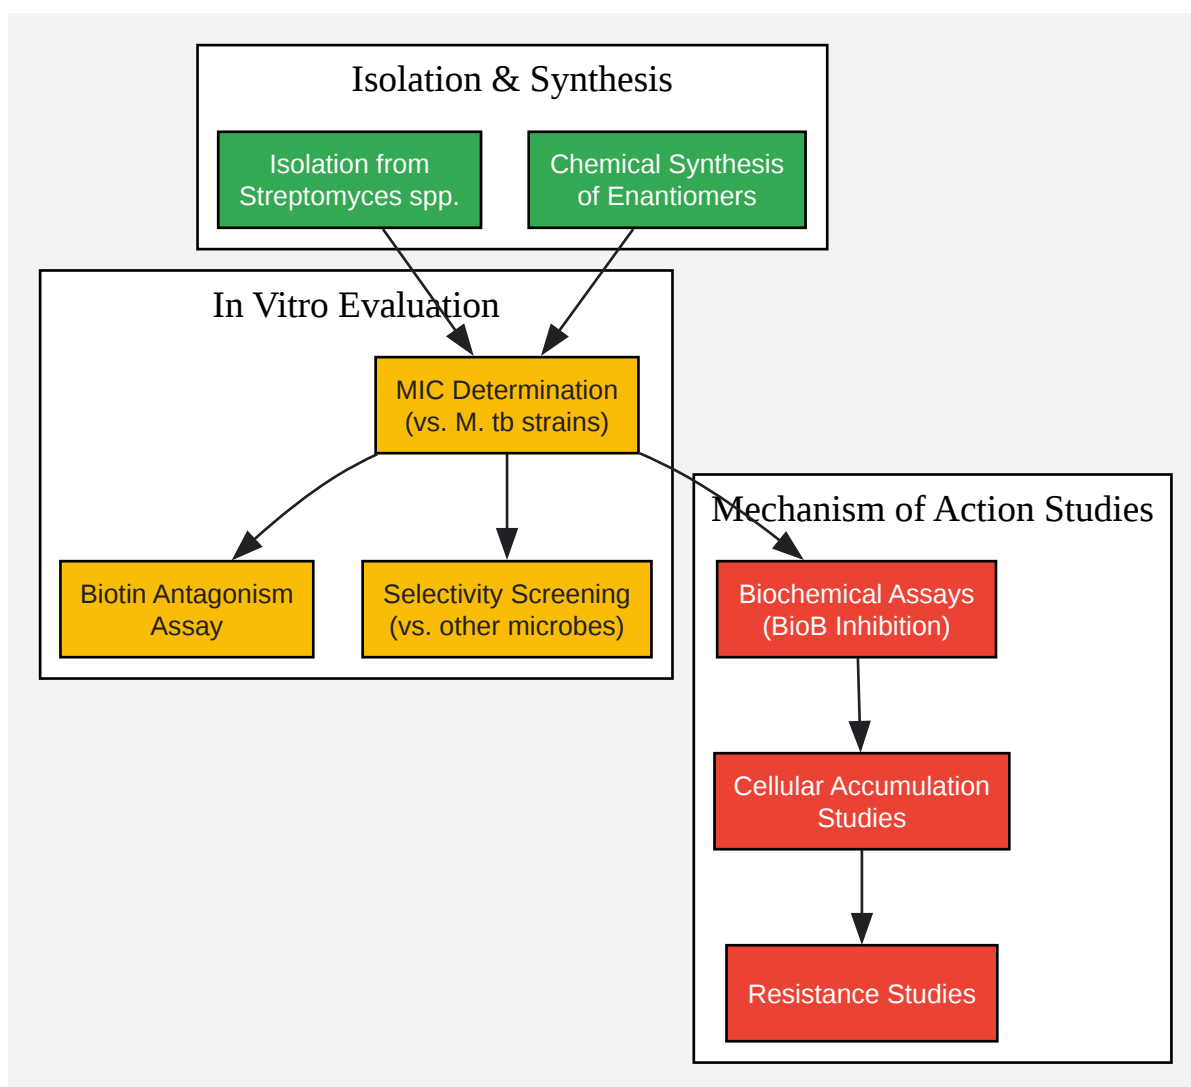 Isolation & Synthesis
Isolation from
Streptomyces spp.
Chemical Synthesis
of Enantiomers
In Vitro Evaluation
MIC Determination
(vs. M. tb strains)
Biotin Antagonism
Assay
Selectivity Screening
(vs. other microbes)
Mechanism of Action Studies
Biochemical Assays
(BioB Inhibition)
Cellular Accumulation
Studies
Resistance Studies